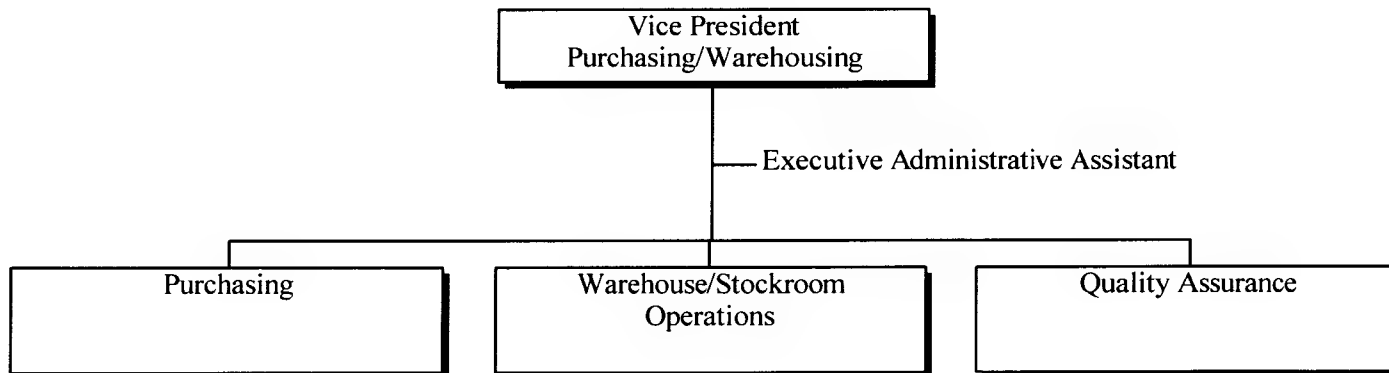 Vice President
Purchasing/Warehousing
Executive Administrative Assistant
Purchasing
Warehouse/Stockroom
Operations
Quality Assurance